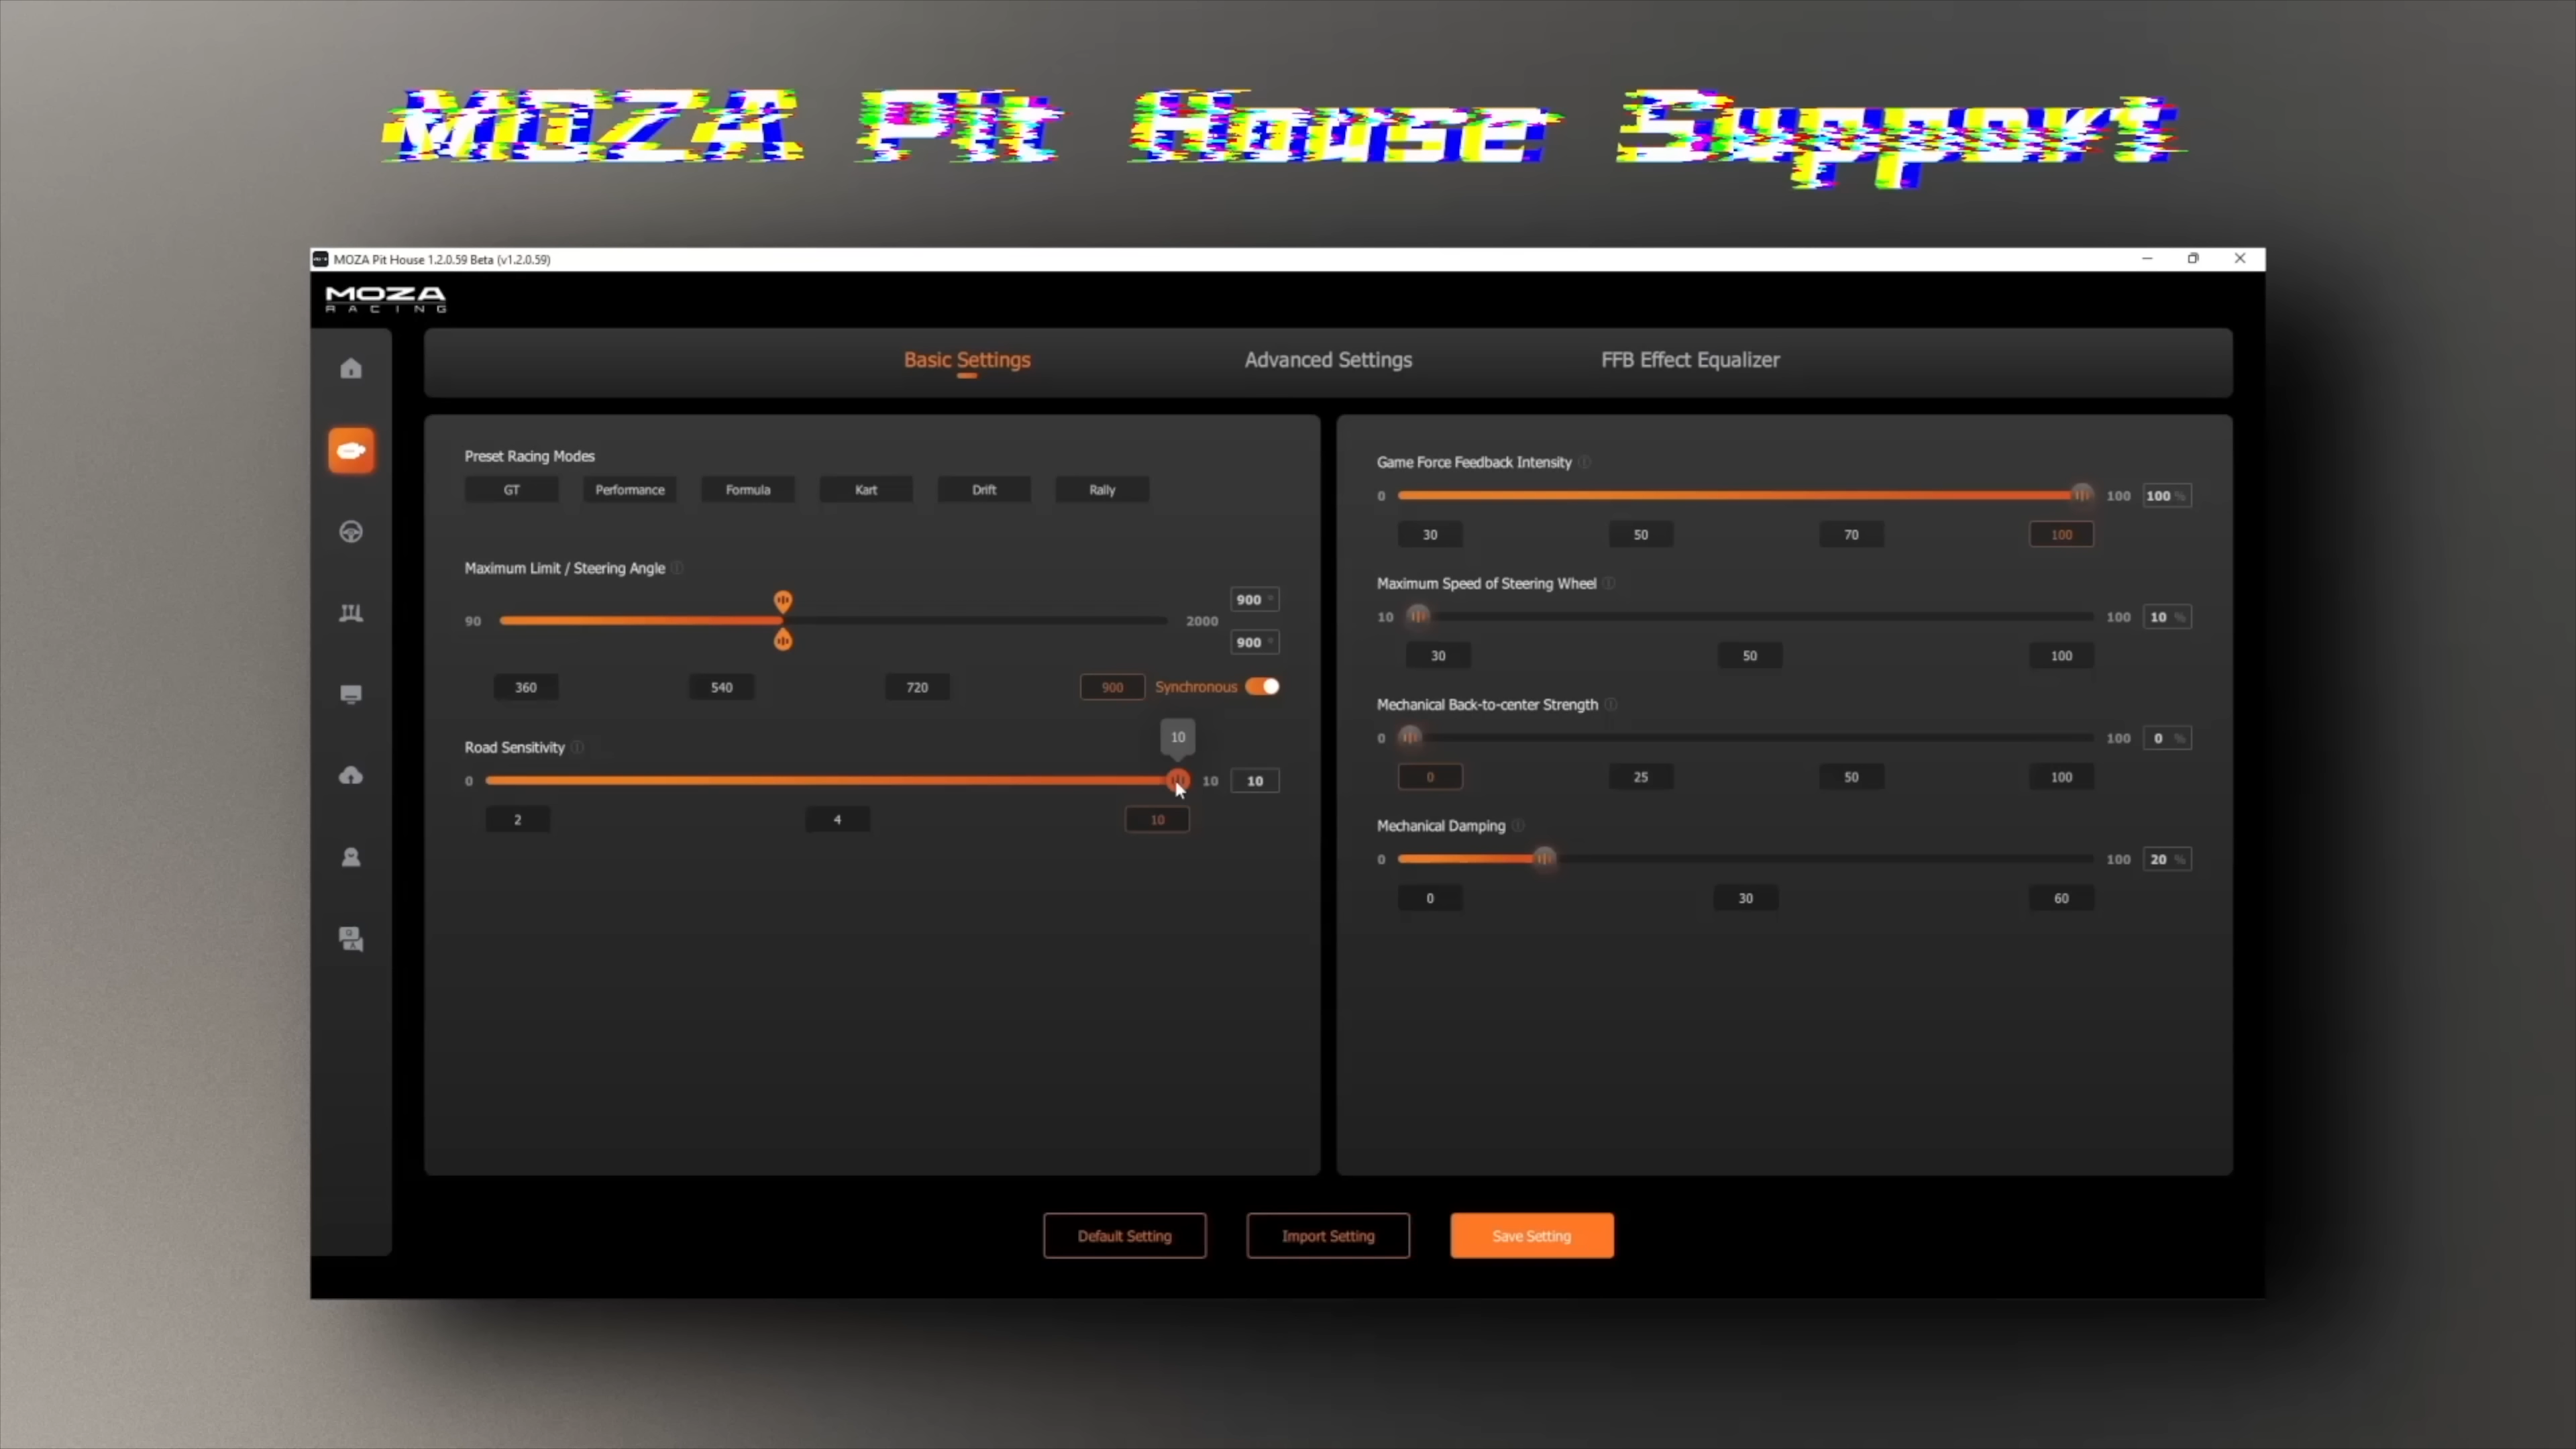 MOZA Pit House Support
MOZA Pit House 1.2.0.59 Beta (v1.2.0.59)
MOZA
RACING
Basic Settings
Advanced Settings
FFB Effect Equalizer
Preset Racing Modes
GT
Performance
Formula
Kart
Drift
Rally
Maximum Limit / Steering Angle
900 °
90
2000
900 °
360
540
720
900
Synchronous
Road Sensitivity
10
0
10
10
2
4
10
Game Force Feedback Intensity
0
100
100 %
30
50
70
100
Maximum Speed of Steering Wheel
10
100
10 %
30
50
100
Mechanical Back-to-center Strength
0
100
0 %
0
25
50
100
Mechanical Damping
0
100
20 %
0
30
60
Default Setting
Import Setting
Save Setting